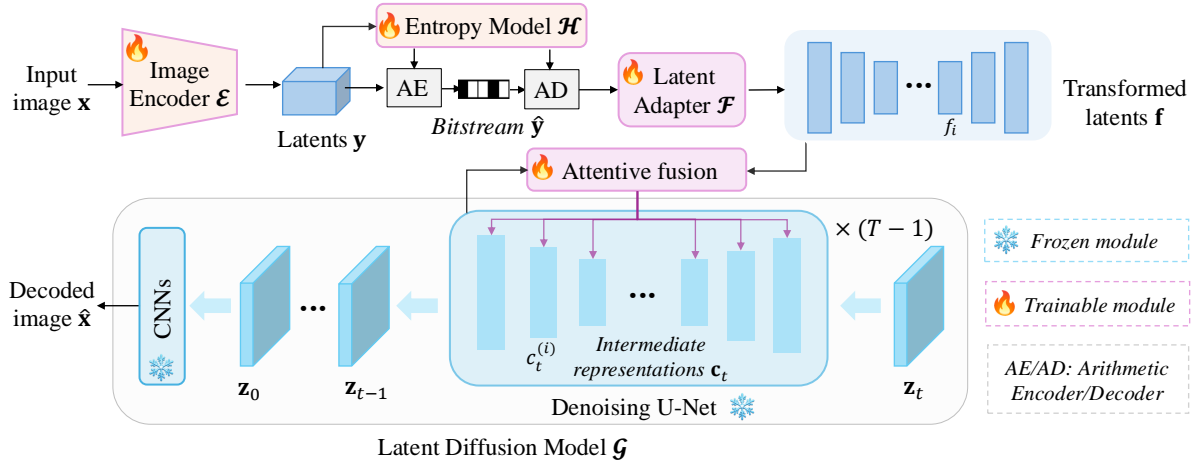 Input
image 𝐱
Image
Encoder ℰ
Latents 𝐲
Entropy Model ℋ
AE
AD
Bitstream ŷ
Latent
Adapter ℱ
•••
f_i
Transformed
latents 𝐟
Attentive fusion
× (T − 1)
Frozen module
Trainable module
AE/AD: Arithmetic
Encoder/Decoder
Decoded
image x̂
CNNs
•••
z_0
z_{t−1}
•••
c_t^{(i)}
Intermediate
representations c_t
z_t
Denoising U-Net
Latent Diffusion Model 𝒢